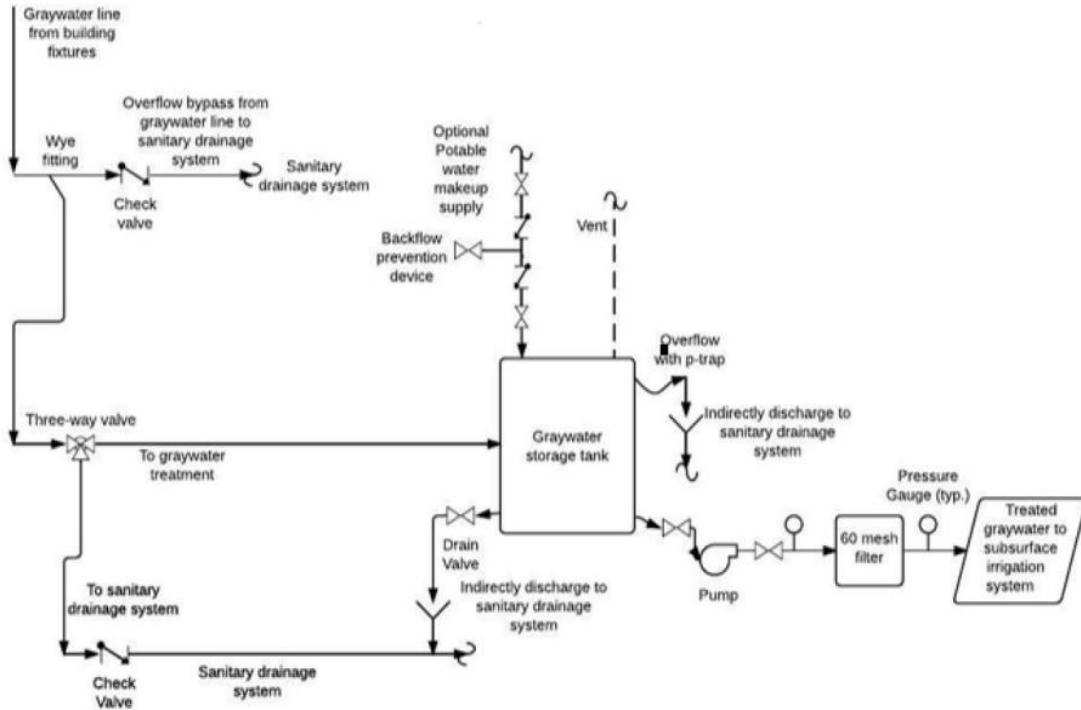 Graywater line
from building
fixtures
Overflow bypass from
graywater line to
sanitary drainage
system
Wye
fitting
Sanitary
drainage system
Check
valve
Optional
Potable
water
makeup
supply
Vent
Backflow
prevention
device
Overflow
with p-trap
Indirectly discharge to
sanitary drainage
system
Three-way valve
To graywater
treatment
Graywater
storage tank
Pressure
Gauge (typ.)
Treated
graywater to
subsurface
irrigation
system
60 mesh
filter
Pump
Drain
Valve
Indirectly discharge to
sanitary drainage
system
To sanitary
drainage system
Sanitary drainage
system
Check
Valve